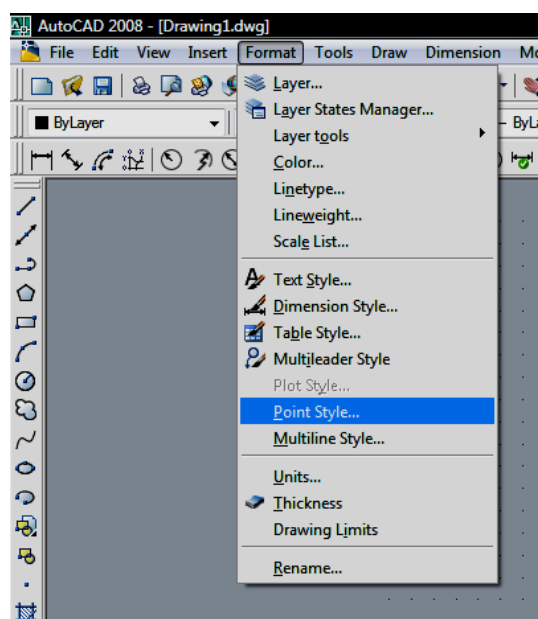 AutoCAD 2008 - [Drawing1.dwg]
File Edit View Insert Format Tools Draw Dimension
Layer...
Layer States Manager...
ByLayer
Layer tools
Color...
Linetype...
Lineweight...
Scale List...
Text Style...
Dimension Style...
Table Style...
Multileader Style
Plot Style...
Point Style...
Multiline Style...
Units...
Thickness
Drawing Limits
Rename...